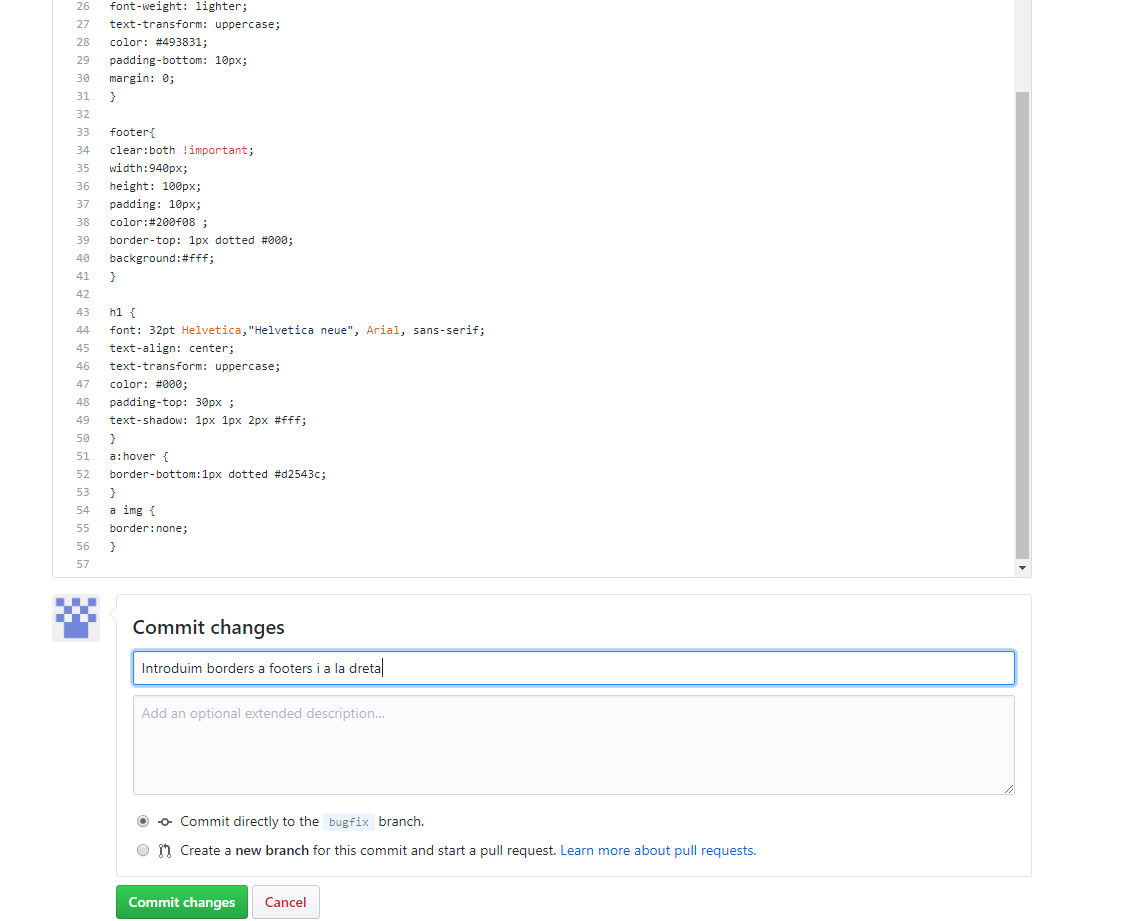 26 font-weight: lighter;
27 text-transform: uppercase;
28 color: #493831;
29 padding-bottom: 10px;
30 margin: 0;
31 }
32
33 footer{
34 clear:both !important;
35 width:940px;
36 height: 100px;
37 padding: 10px;
38 color:#200f08 ;
39 border-top: 1px dotted #000;
40 background:#fff;
41 }
42
43 h1 {
44 font: 32pt Helvetica,"Helvetica neue", Arial, sans-serif;
45 text-align: center;
46 text-transform: uppercase;
47 color: #000;
48 padding-top: 30px ;
49 text-shadow: 1px 1px 2px #fff;
50 }
51 a:hover {
52 border-bottom:1px dotted #d2543c;
53 }
54 a img {
55 border:none;
56 }
57
Commit changes
Introduim borders a footers i a la dreta
Add an optional extended description...
Commit directly to the bugfix branch.
Create a new branch for this commit and start a pull request. Learn more about pull requests.
Commit changes Cancel